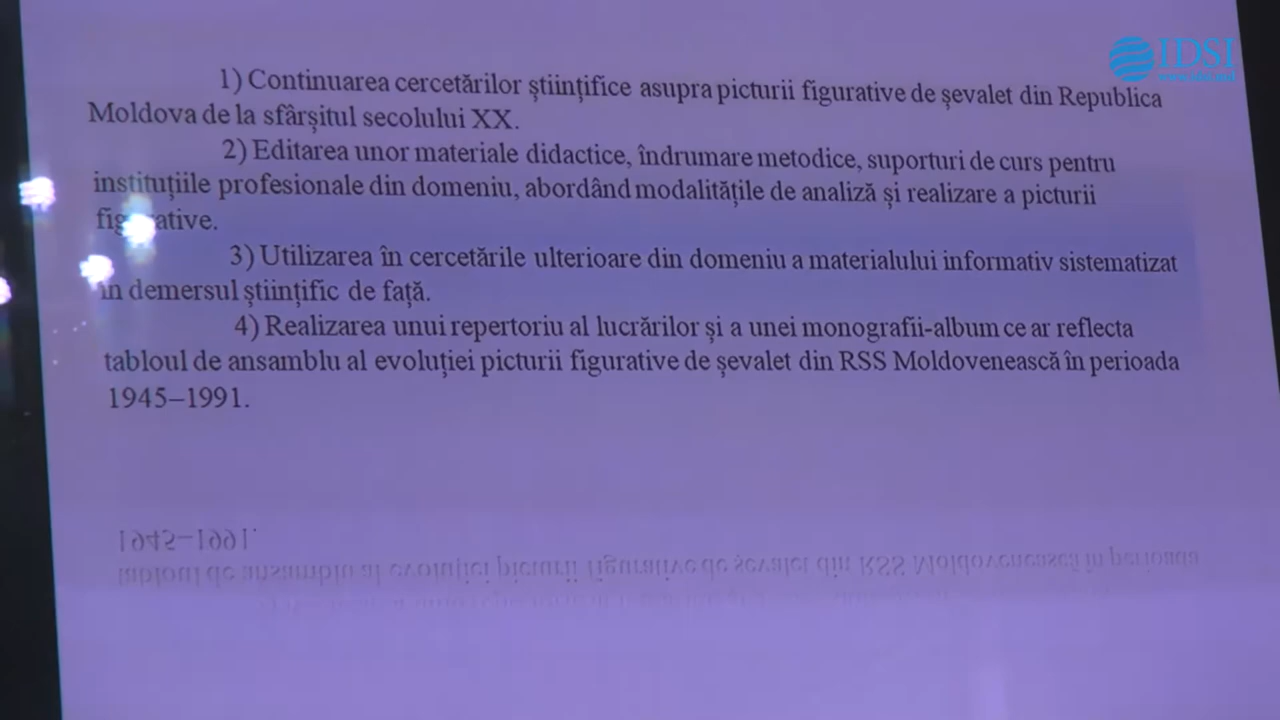 IDSI
1) Continuarea cercetărilor științifice asupra picturii figurative de șevalet din Republica
Moldova de la sfârșitul secolului XX.
2) Editarea unor materiale didactice, îndrumare metodice, suporturi de curs pentru
instituțiile profesionale din domeniu, abordând modalitățile de analiză și realizare a picturii
figurative.
3) Utilizarea în cercetările ulterioare din domeniu a materialului informativ sistematizat
în demersul științific de față.
4) Realizarea unui repertoriu al lucrărilor și a unei monografii-album ce ar reflecta
tabloul de ansamblu al evoluției picturii figurative de șevalet din RSS Moldovenească în perioada
1945–1991.